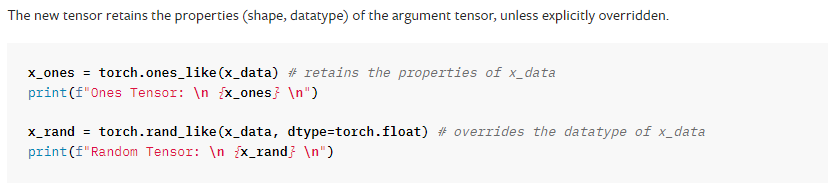 The new tensor retains the properties (shape, datatype) of the argument tensor, unless explicitly overridden.
x_ones = torch.ones_like(x_data) # retains the properties of x_data
print(f"Ones Tensor: \n {x_ones} \n")
x_rand = torch.rand_like(x_data, dtype=torch.float) # overrides the datatype of x_data
print(f"Random Tensor: \n {x_rand} \n")